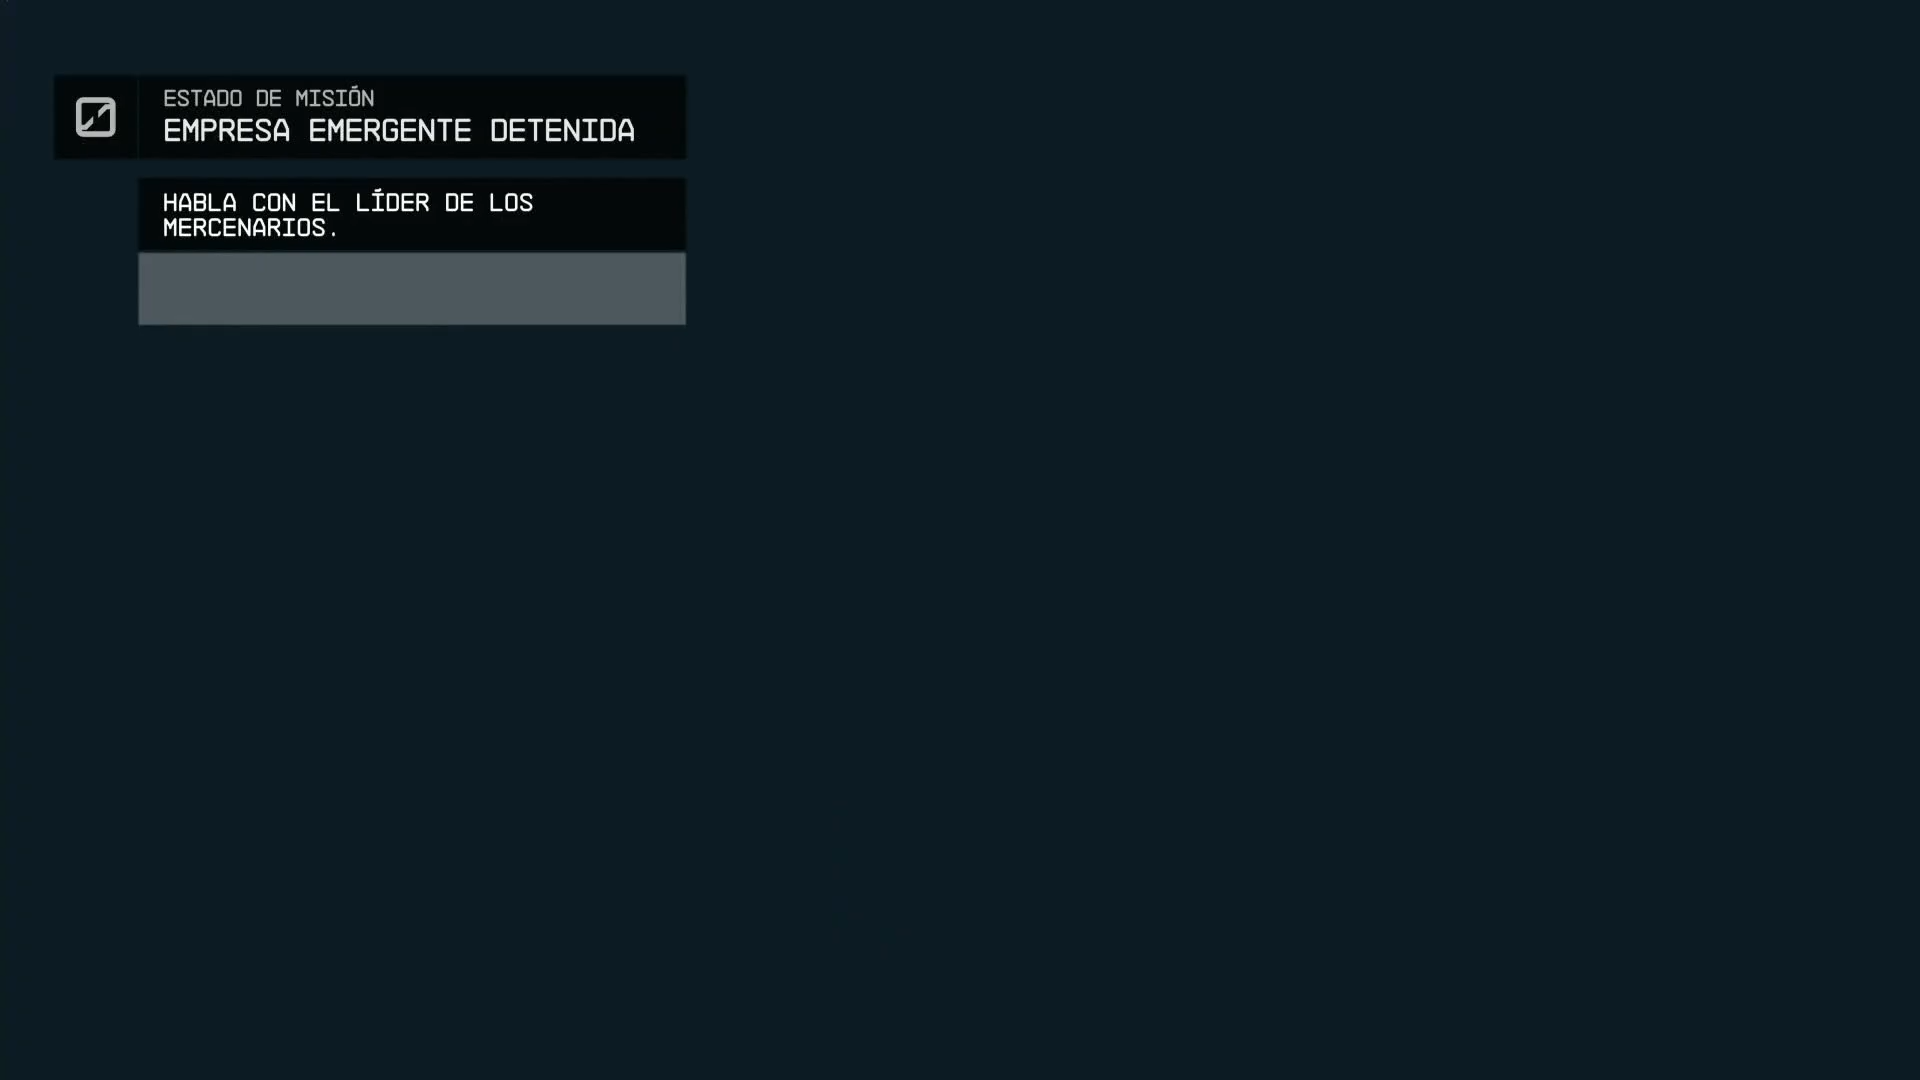 ESTADO DE MISIÓN
EMPRESA EMERGENTE DETENIDA
HABLA CON EL LÍDER DE LOS
MERCENARIOS.